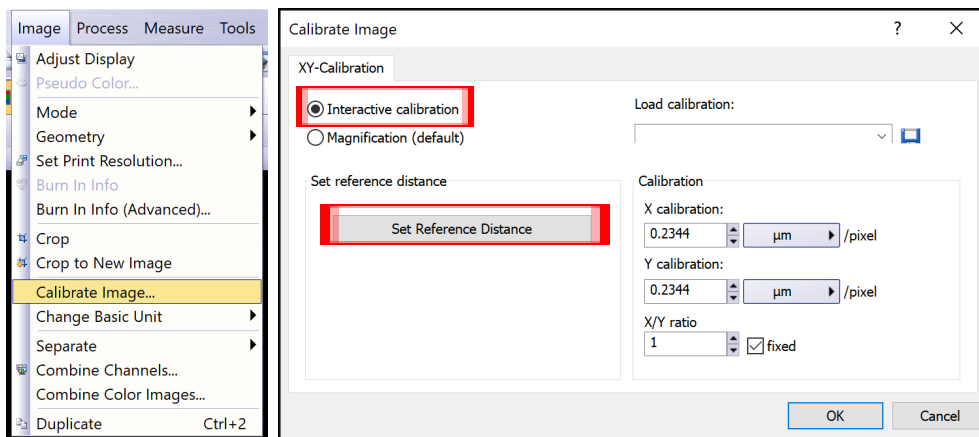 Image Process Measure Tools
Adjust Display
Pseudo Color...
Mode
Geometry
Set Print Resolution...
Burn In Info
Burn In Info (Advanced)...
Crop
Crop to New Image
Calibrate Image...
Change Basic Unit
Separate
Combine Channels...
Combine Color Images...
Duplicate Ctrl+2
Calibrate Image
XY-Calibration
Interactive calibration
Magnification (default)
Load calibration:
Set reference distance
Set Reference Distance
Calibration
X calibration:
0.2344 µm /pixel
Y calibration:
0.2344 µm /pixel
X/Y ratio
1 fixed
OK Cancel